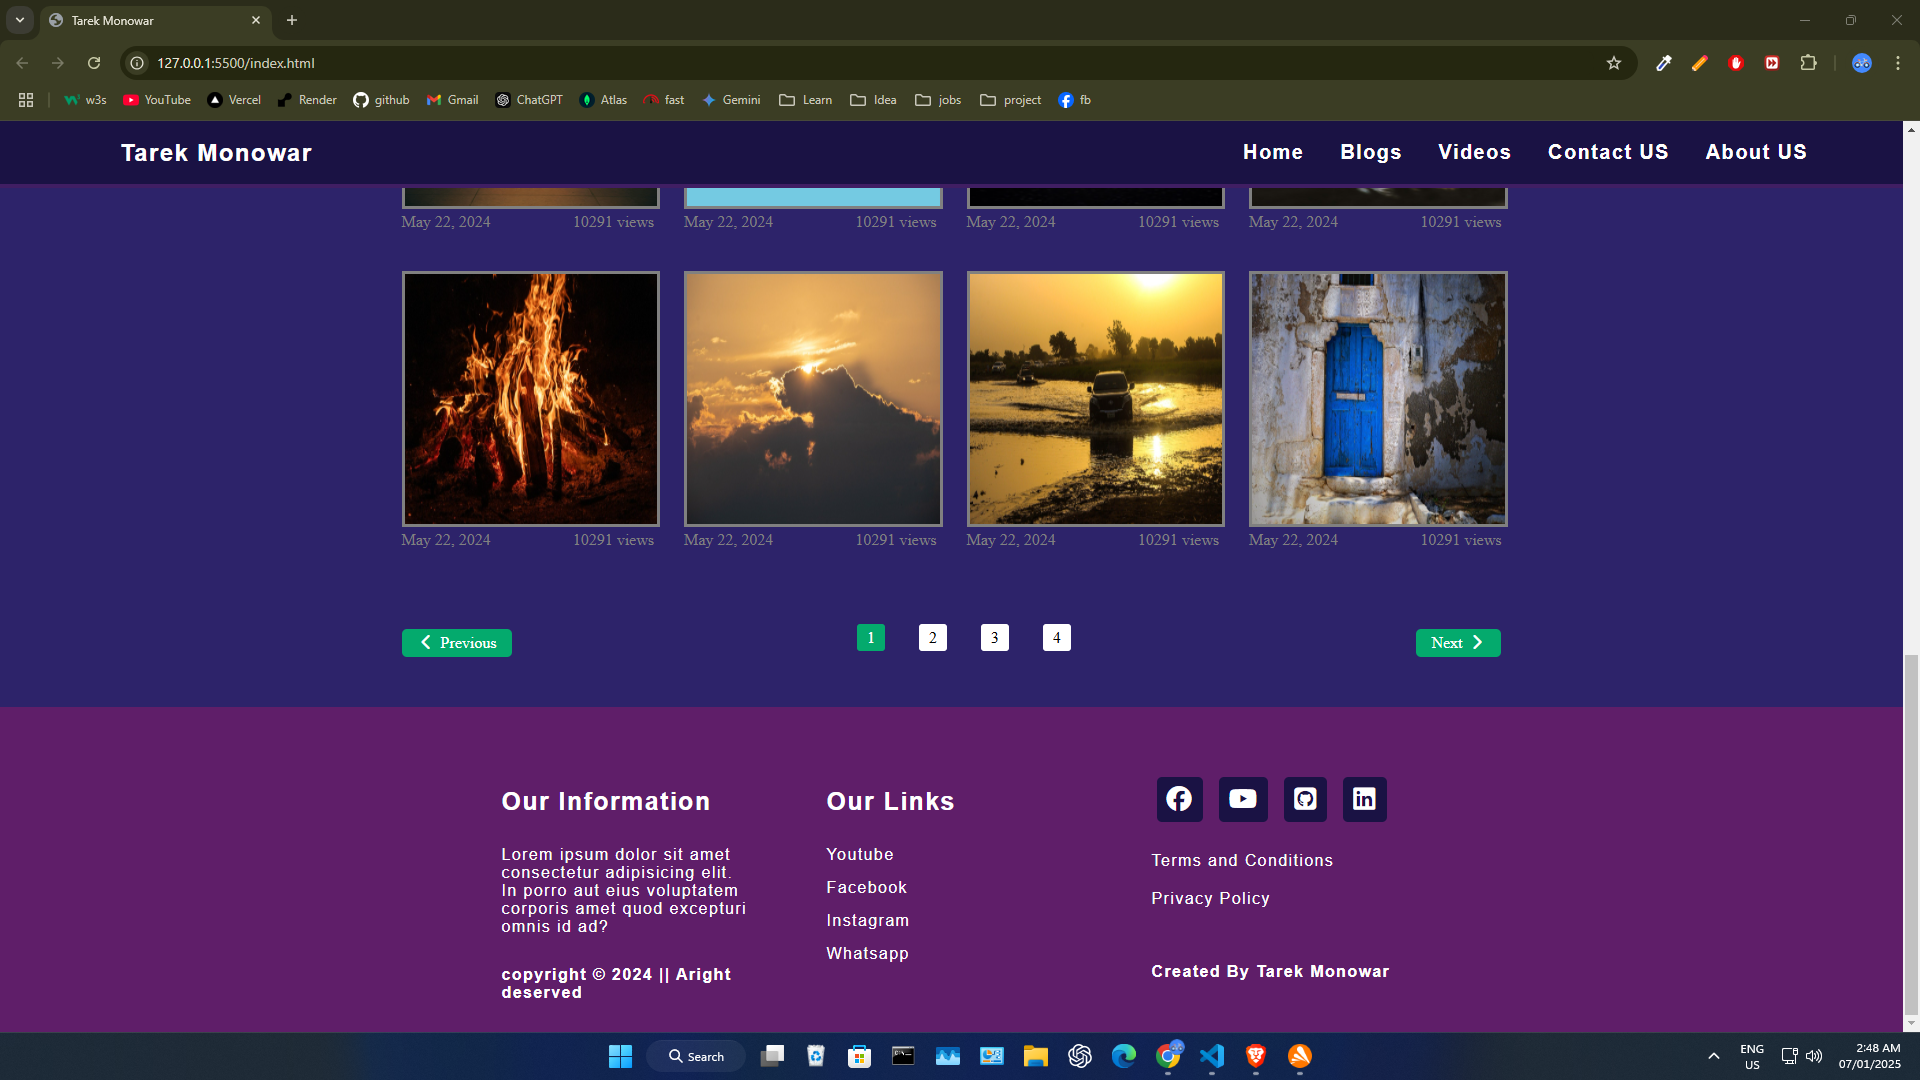 Tarek Monowar
127.0.0.1:5500/index.html
w3s YouTube Vercel Render github Gmail ChatGPT Atlas fast Gemini Learn Idea jobs project fb
Tarek Monowar Home Blogs Videos Contact US About US
May 22, 2024 10291 views May 22, 2024 10291 views May 22, 2024 10291 views May 22, 2024 10291 views
May 22, 2024 10291 views May 22, 2024 10291 views May 22, 2024 10291 views May 22, 2024 10291 views
Previous 1 2 3 4 Next
Our Information
Lorem ipsum dolor sit amet
consectetur adipisicing elit.
In porro aut eius voluptatem
corporis amet quod excepturi
omnis id ad?
copyright © 2024 || Aright
deserved
Our Links
Youtube
Facebook
Instagram
Whatsapp
Terms and Conditions
Privacy Policy
Created By Tarek Monowar
Search
ENG
US
2:48 AM
07/01/2025